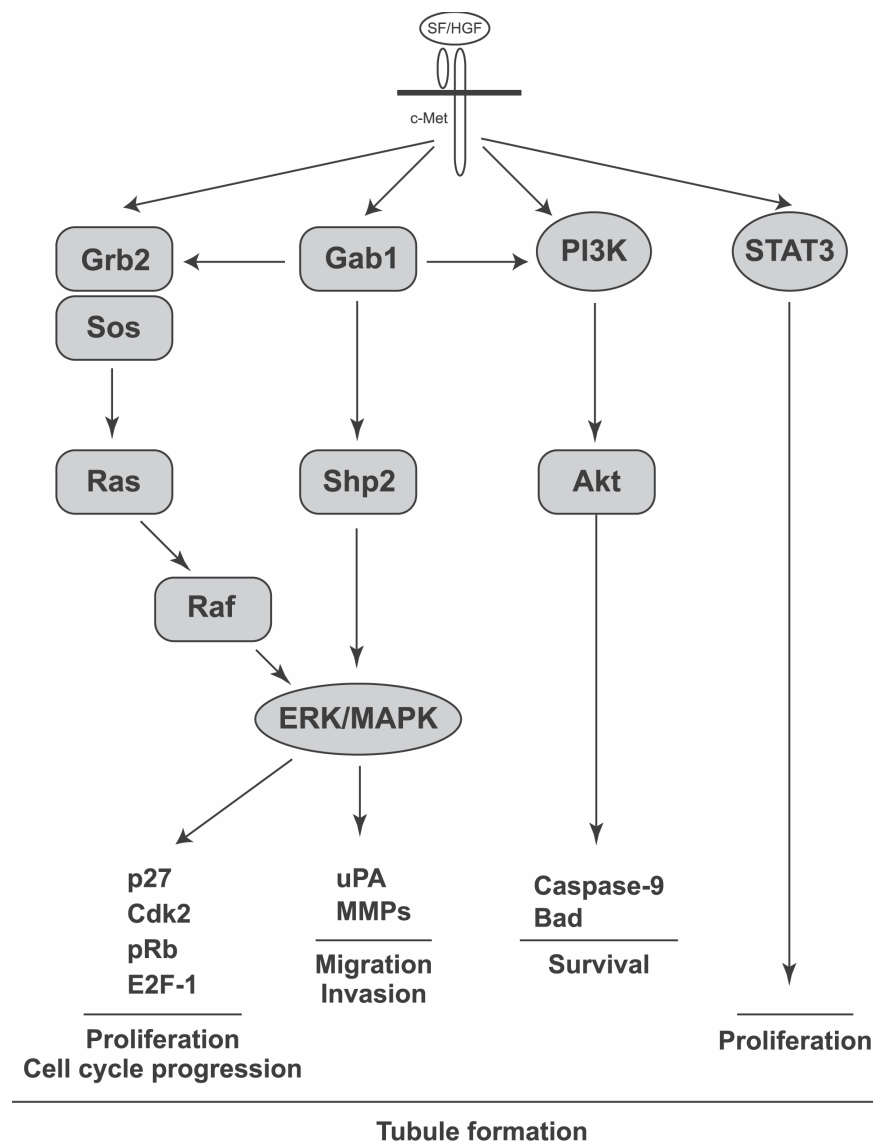 SF/HGF
c-Met
Grb2
Gab1
PI3K
STAT3
Sos
Ras
Shp2
Akt
Raf
ERK/MAPK
p27
Cdk2
pRb
E2F-1
Proliferation
Cell cycle progression
uPA
MMPs
Migration
Invasion
Caspase-9
Bad
Survival
Proliferation
Tubule formation